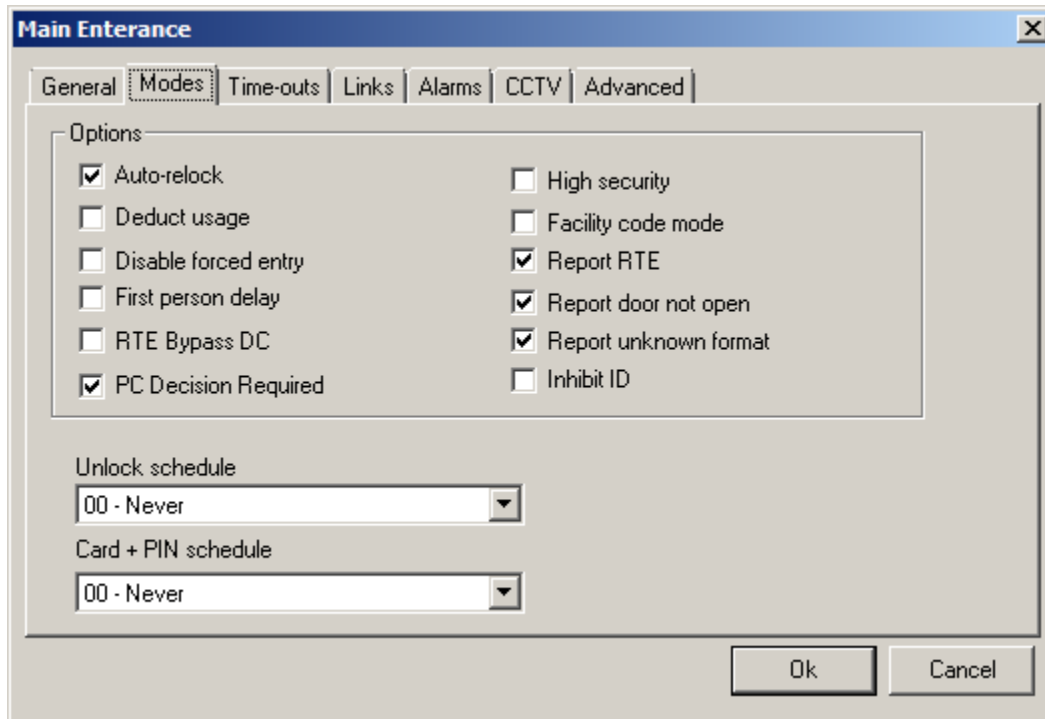 Main Enterance
General Modes Time-outs Links Alarms CCTV Advanced
Options
Auto-relock
Deduct usage
Disable forced entry
First person delay
RTE Bypass DC
PC Decision Required
High security
Facility code mode
Report RTE
Report door not open
Report unknown format
Inhibit ID
Unlock schedule
00 - Never
Card + PIN schedule
00 - Never
Ok Cancel